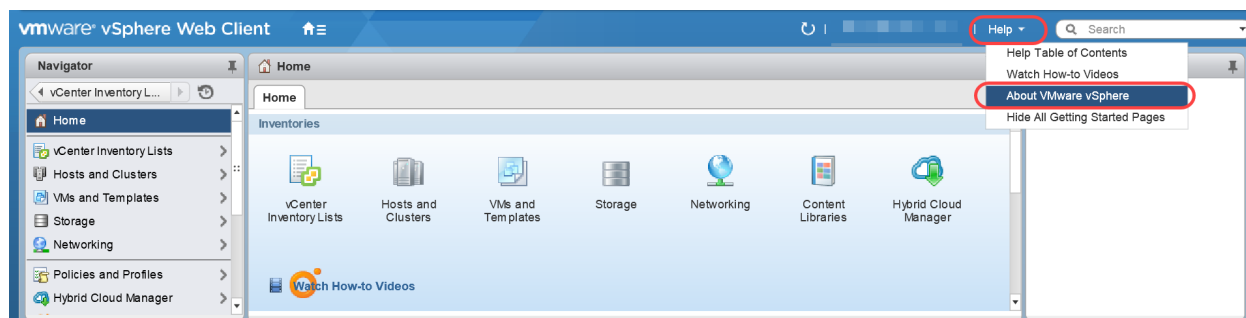 vmware® vSphere Web Client
Help
Search
Help Table of Contents
Watch How-to Videos
About VMware vSphere
Hide All Getting Started Pages
Navigator
vCenter Inventory L...
Home
vCenter Inventory Lists
Hosts and Clusters
VMs and Templates
Storage
Networking
Policies and Profiles
Hybrid Cloud Manager
Home
Home
Inventories
vCenter
Inventory Lists
Hosts and
Clusters
VMs and
Templates
Storage
Networking
Content
Libraries
Hybrid Cloud
Manager
Watch How-to Videos